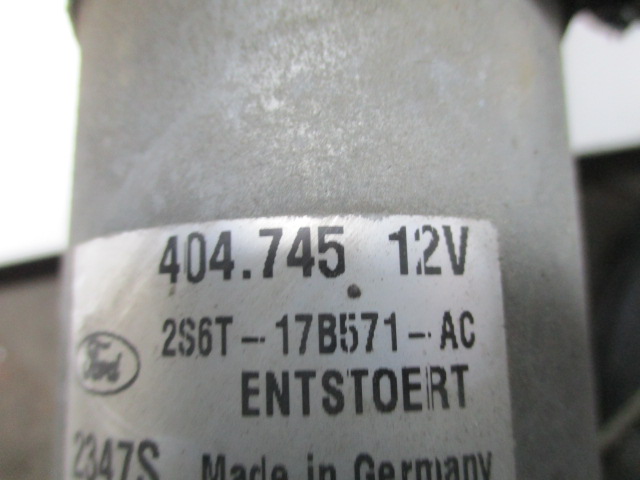 404.745 12V
2S6T-17B571-AC
Ford
ENTSTOERT
2347S Made in Germany